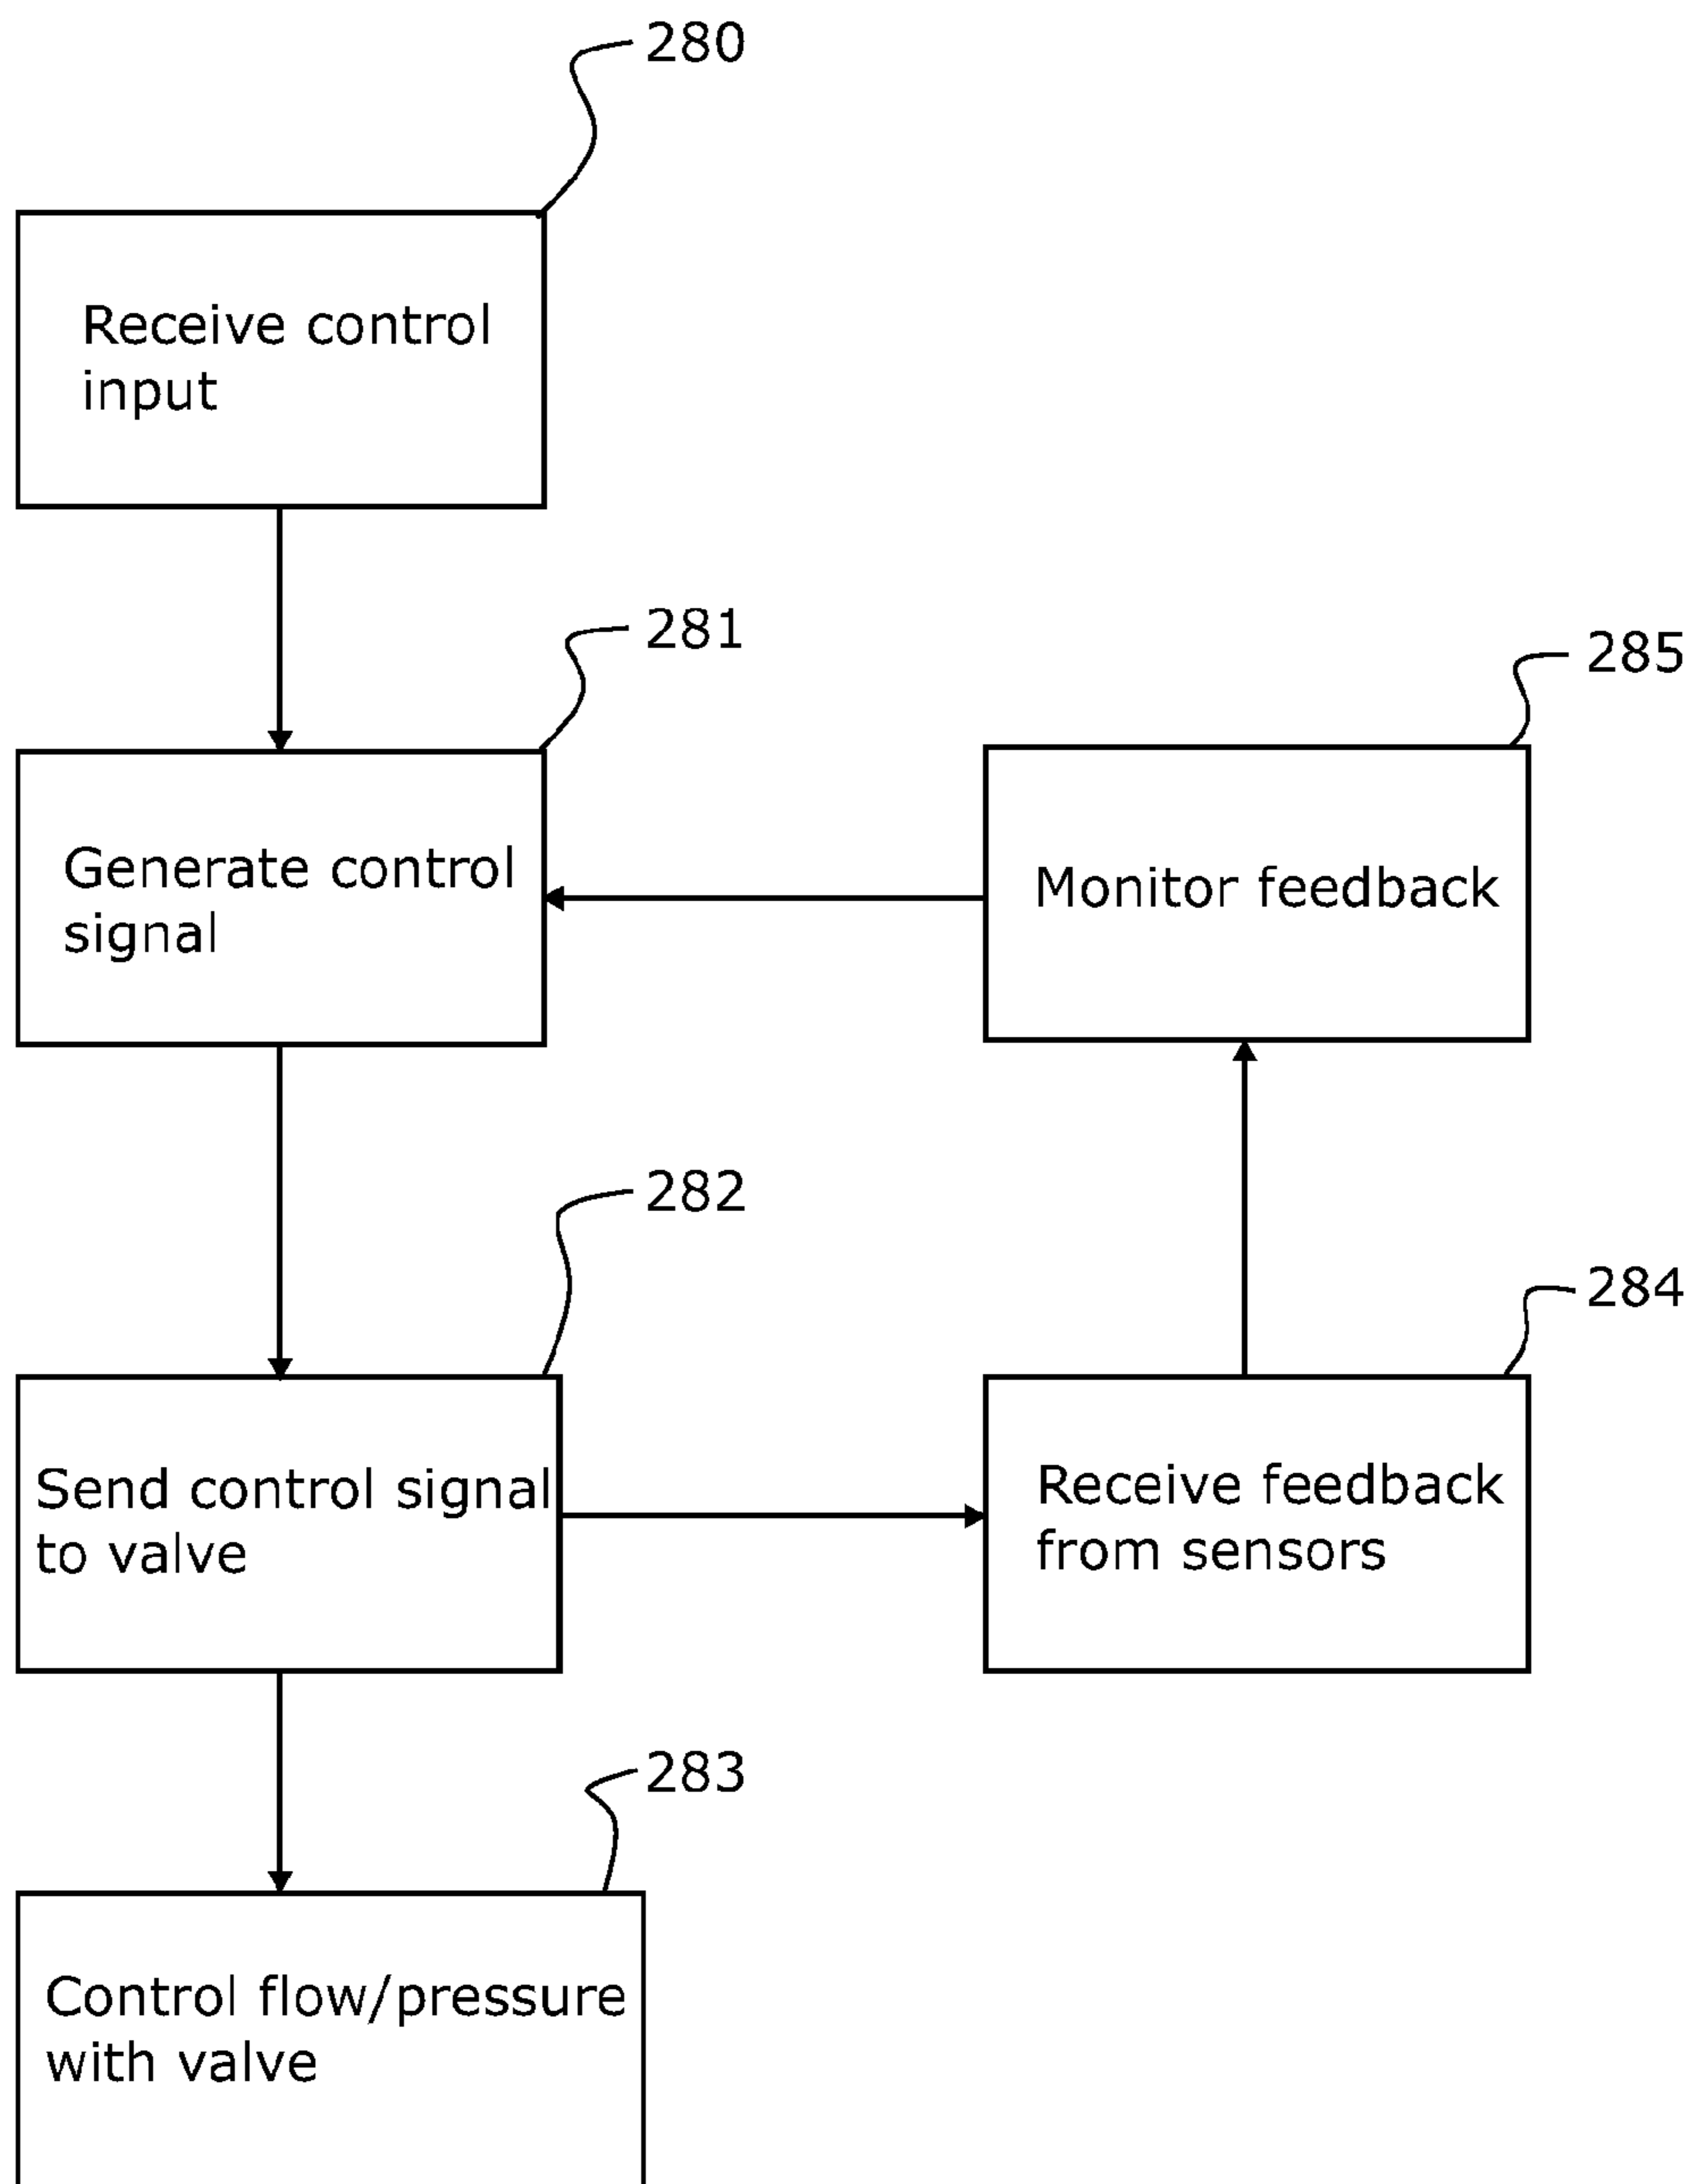 280
Receive control
input
281
Generate control
signal
285
Monitor feedback
282
Send control signal
to valve
284
Receive feedback
from sensors
283
Control flow/pressure
with valve